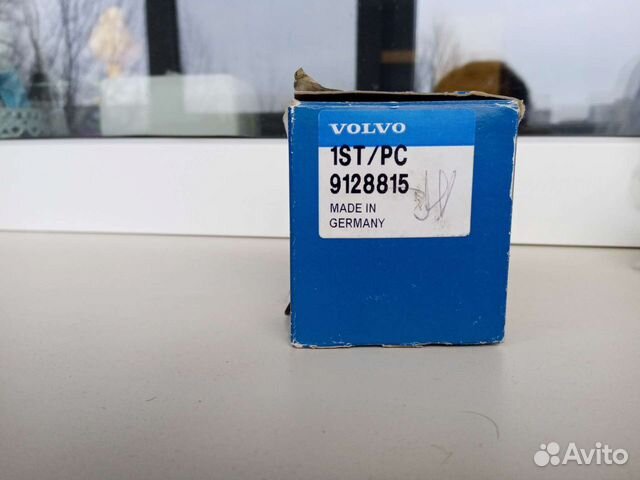 VOLVO
1ST/PC
9128815
MADE IN
GERMANY
Avito